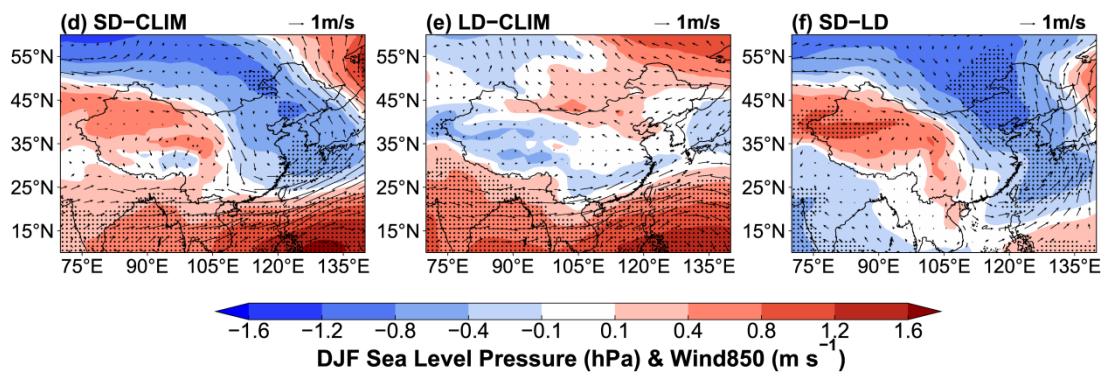 (d) SD−CLIM → 1m/s (e) LD−CLIM → 1m/s (f) SD−LD → 1m/s
55°N 55°N 55°N
45°N 45°N 45°N
35°N 35°N 35°N
25°N 25°N 25°N
15°N 15°N 15°N
75°E 90°E 105°E 120°E 135°E 75°E 90°E 105°E 120°E 135°E 75°E 90°E 105°E 120°E 135°E
−1.6 −1.2 −0.8 −0.4 −0.1 0.1 0.4 0.8 1.2 1.6
DJF Sea Level Pressure (hPa) & Wind850 (m s⁻¹)